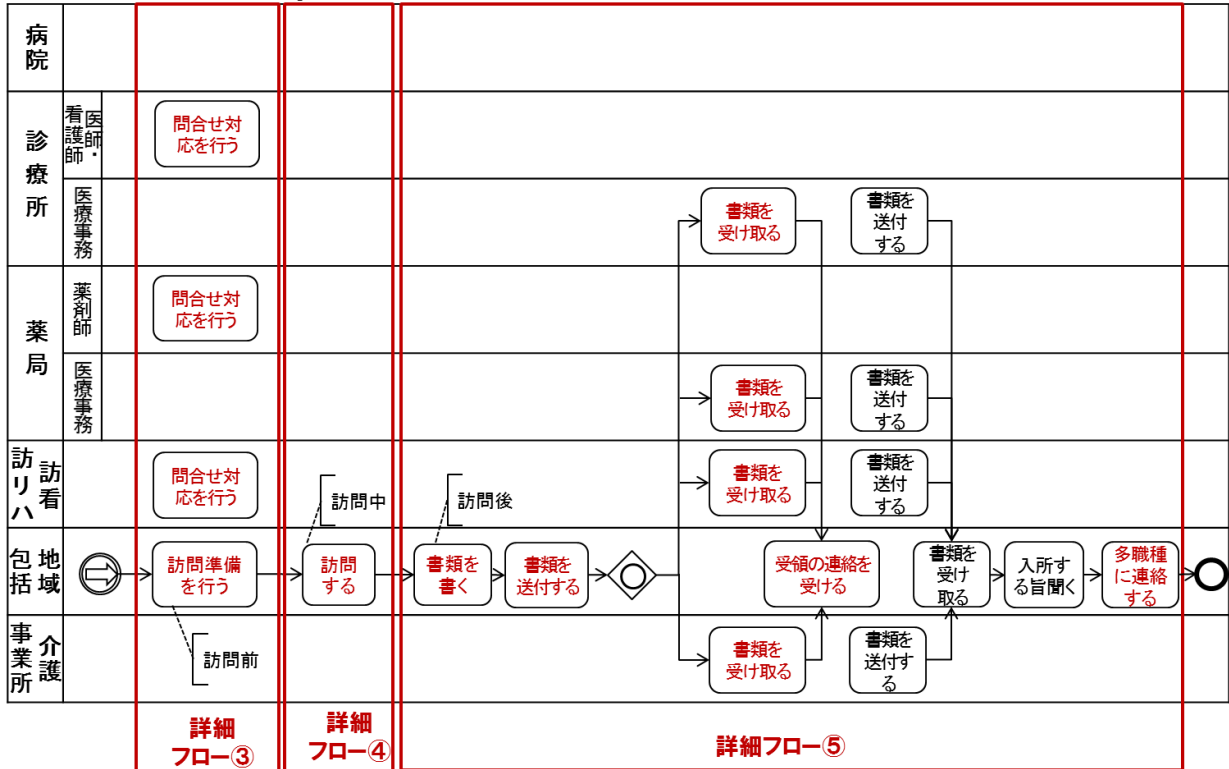 病
院
診
療
所
医師・
看護師
問合せ対
応を行う
医療事務
書類を
受け取る
書類を
送付
する
薬
局
薬剤師
問合せ対
応を行う
医療事務
書類を
受け取る
書類を
送付
する
訪看
訪リハ
問合せ対
応を行う
訪問中
訪問後
書類を
受け取る
書類を
送付
する
地域
包括
訪問準備
を行う
訪問
する
書類を
書く
書類を
送付する
受領の連絡を
受ける
書類を
受け
取る
入所す
る旨聞く
多職種
に連絡
する
介護
事業所
訪問前
書類を
受け取る
書類を
送付す
る
詳細
フロー③
詳細
フロー④
詳細フロー⑤